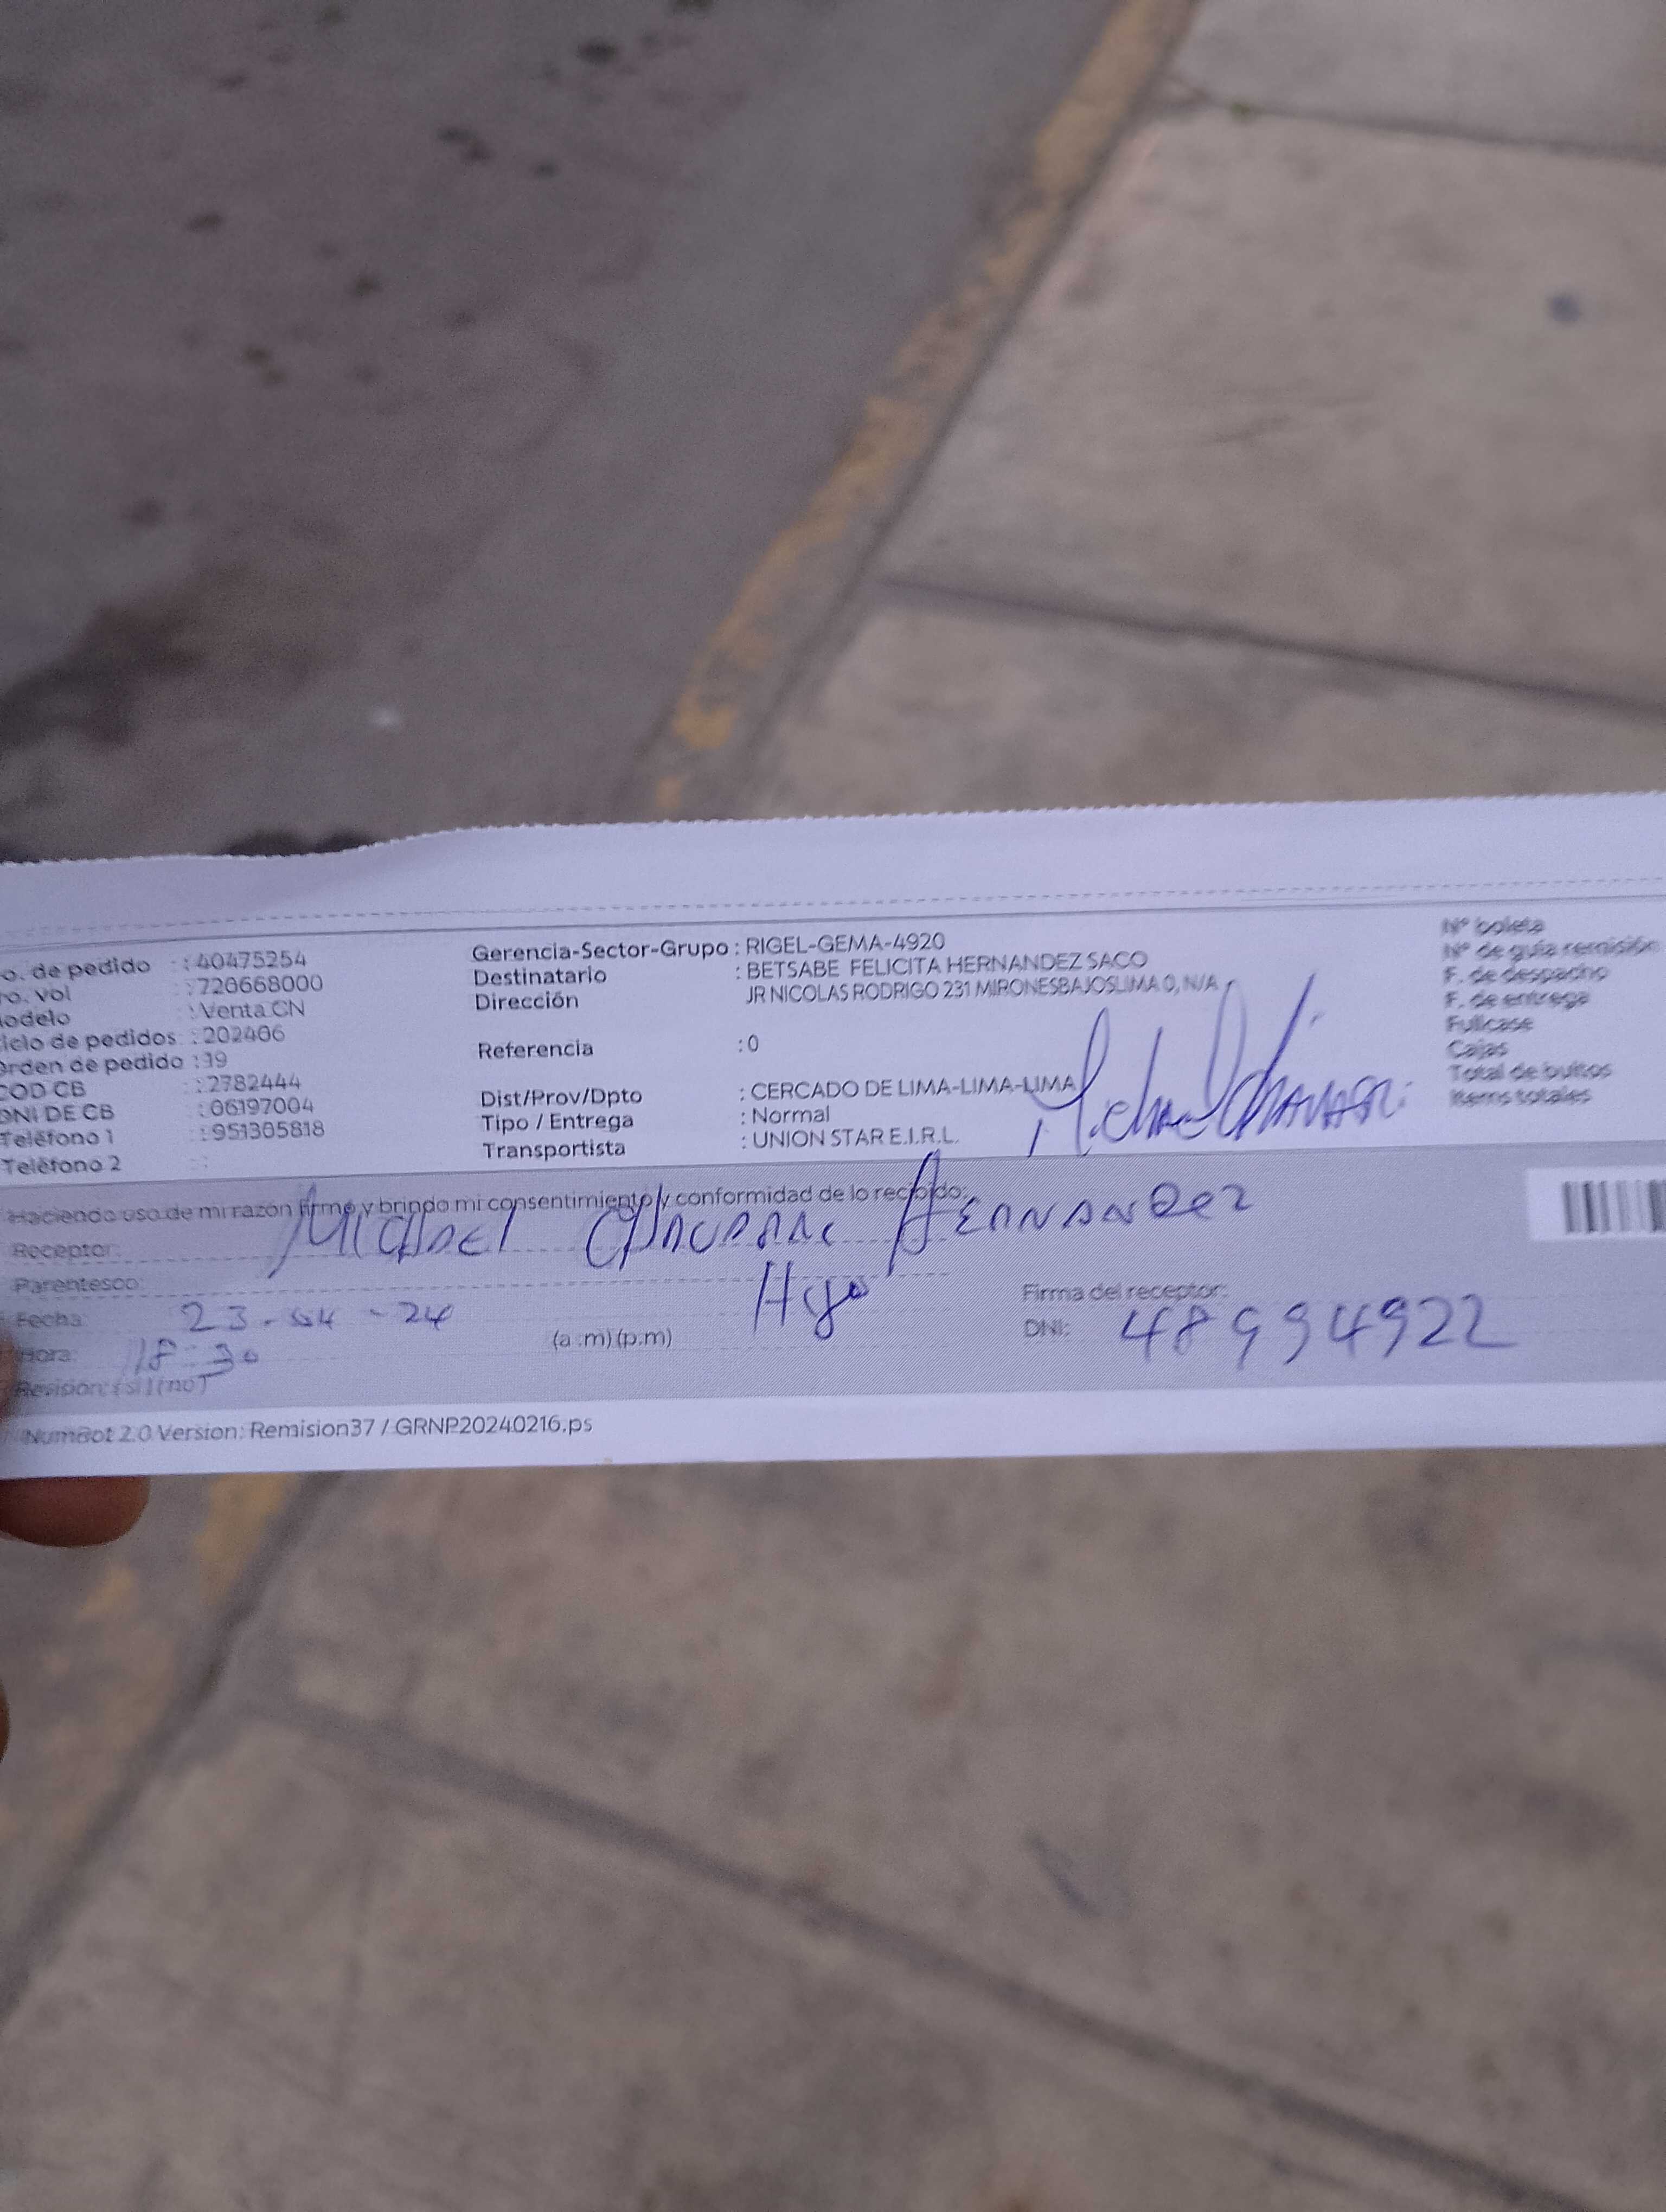 o. de pedido : 40475254
ro. vol : 720668000
odelo : Venta CN
iclo de pedidos : 202406
Orden de pedido : 39
COD CB : 2782444
DNI DE CB : 06197004
Teléfono 1 : 951305818
Teléfono 2 :
Gerencia-Sector-Grupo : RIGEL-GEMA-4920
Destinatario : BETSABE FELICITA HERNANDEZ SACO
Dirección JR NICOLAS RODRIGO 231 MIRONESBAJOSLIMA 0, N/A
Referencia : 0
Dist/Prov/Dpto : CERCADO DE LIMA-LIMA-LIMA
Tipo / Entrega : Normal
Transportista : UNION STAR E.I.R.L.
N° boleta
N° de guía remisión
F. de despacho
F. de entrega
Fullcase
Cajas
Total de bultos
Items totales
Haciendo uso de mi razón firmo y brindo mi consentimiento y conformidad de lo recibido:
Receptor: HERNANDEZ
Parentesco: Hijo
Fecha: 23-04-24
Hora: 18:30 (a.m)(p.m)
Revisión: (si)(no)
Firma del receptor:
DNI: 48994922
NumBot 2.0 Version: Remision37 / GRNP20240216.ps